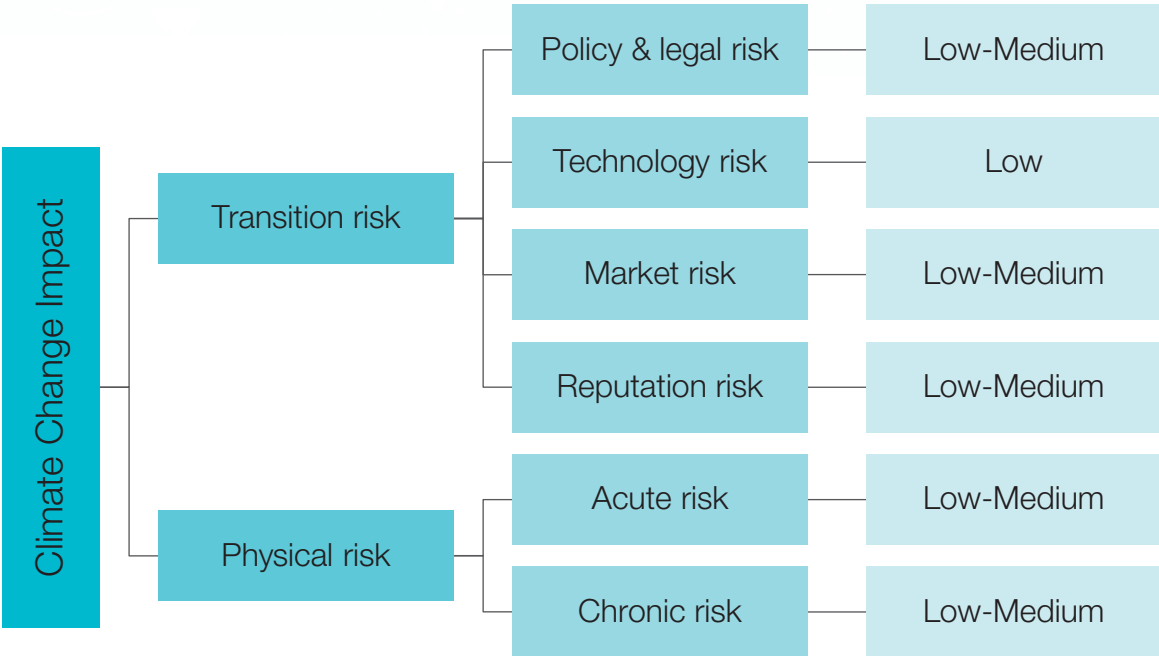 Climate Change Impact
Transition risk
Policy & legal risk
Low-Medium
Technology risk
Low
Market risk
Low-Medium
Reputation risk
Low-Medium
Physical risk
Acute risk
Low-Medium
Chronic risk
Low-Medium